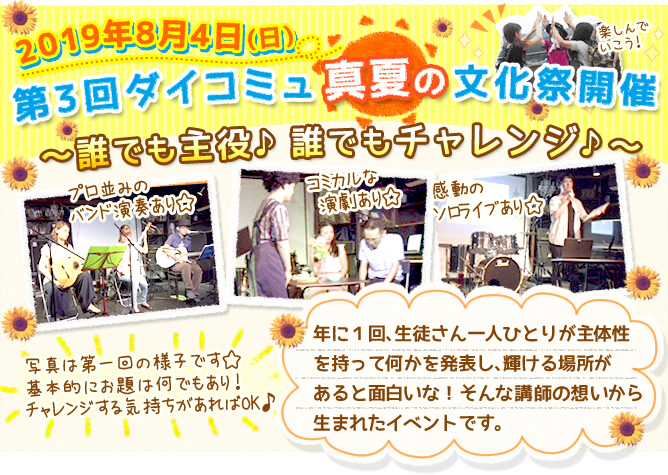 2019年8月4日(日)
楽しんで
いこう!
第3回ダイコミュ真夏の文化祭開催
～誰でも主役♪ 誰でもチャレンジ♪～
プロ並みの
バンド演奏あり☆
コミカルな
演劇あり☆
感動の
ソロライブあり☆
年に１回、生徒さん一人ひとりが主体性
を持って何かを発表し、輝ける場所が
あると面白いな！そんな講師の想いから
生まれたイベントです。
写真は第一回の様子です☆
基本的にお題は何でもあり!
チャレンジする気持ちがあればOK♪